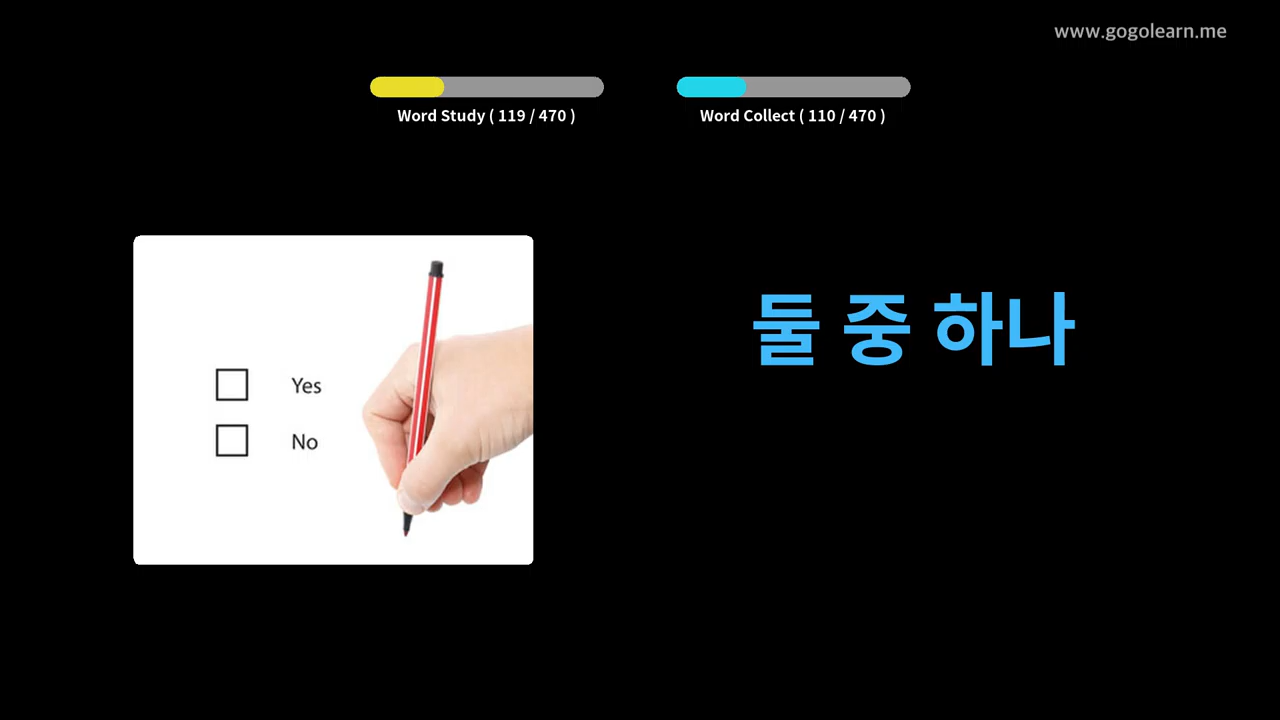 www.gogolearn.me
Word Study ( 119 / 470 )
Word Collect ( 110 / 470 )
Yes
No
둘 중 하나